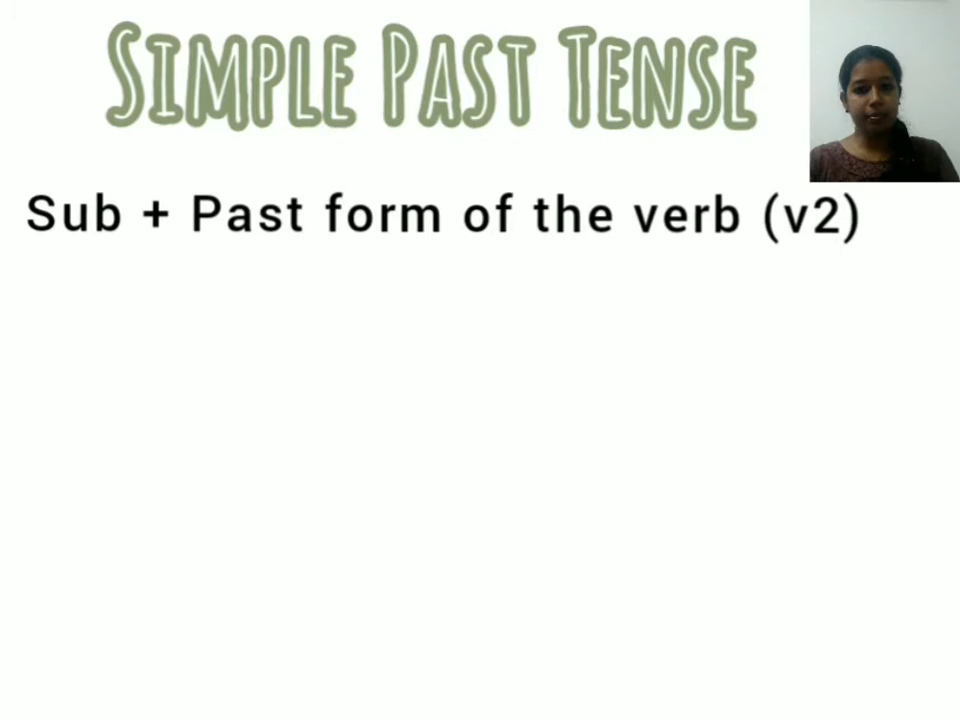 SIMPLE PAST TENSE
Sub + Past form of the verb (v2)